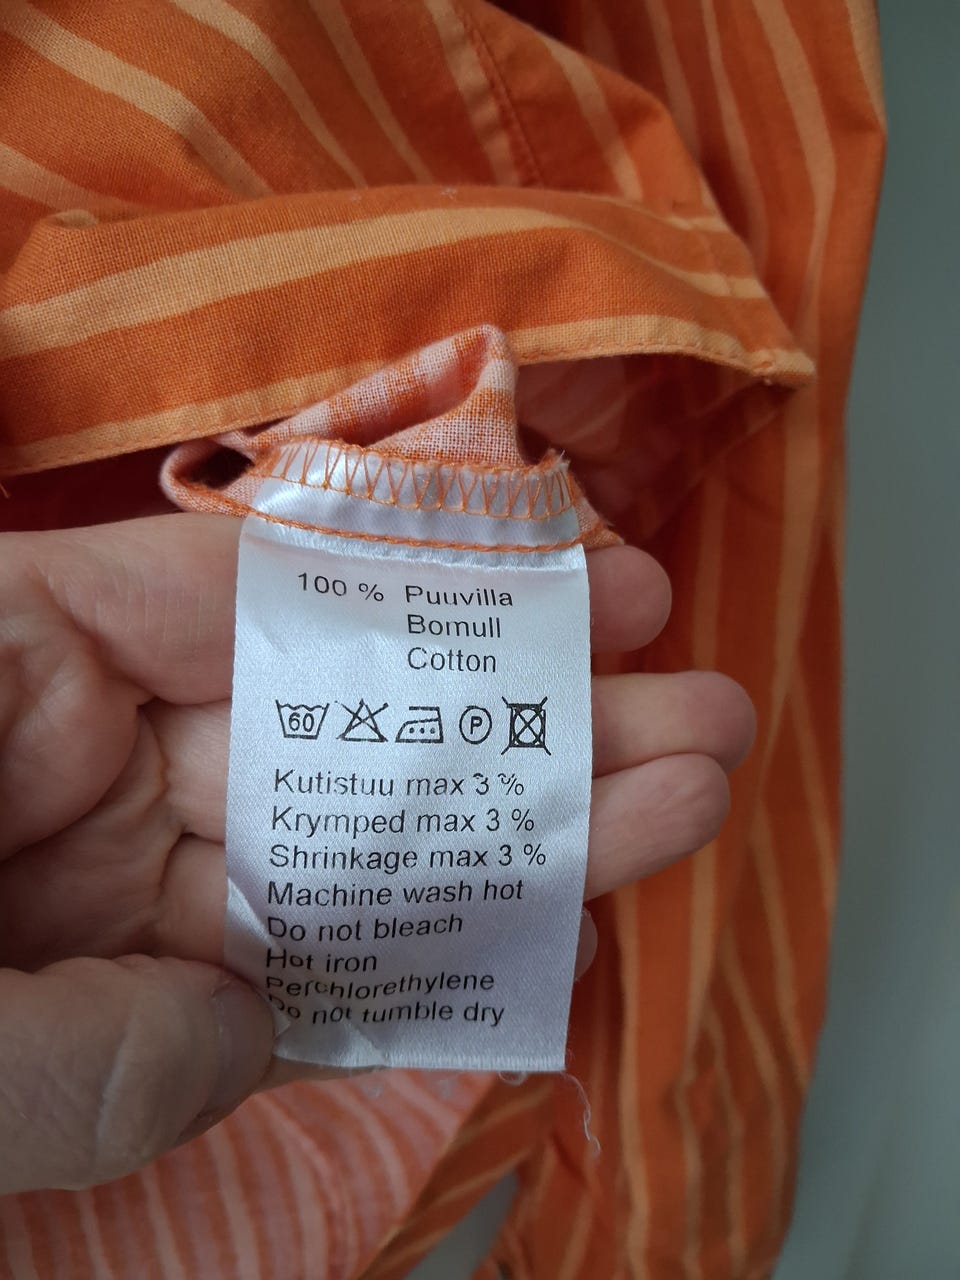 100 % Puuvilla
Bomull
Cotton
60 P
Kutistuu max 3 %
Krymped max 3 %
Shrinkage max 3 %
Machine wash hot
Do not bleach
Hot iron
Perchlorethylene
Do not tumble dry